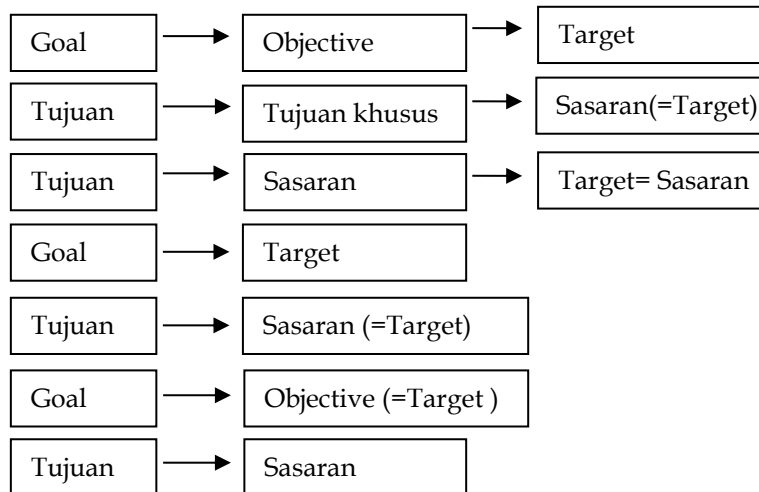 Goal Objective Target
Tujuan Tujuan khusus Sasaran(=Target)
Tujuan Sasaran Target= Sasaran
Goal Target
Tujuan Sasaran (=Target)
Goal Objective (=Target )
Tujuan Sasaran